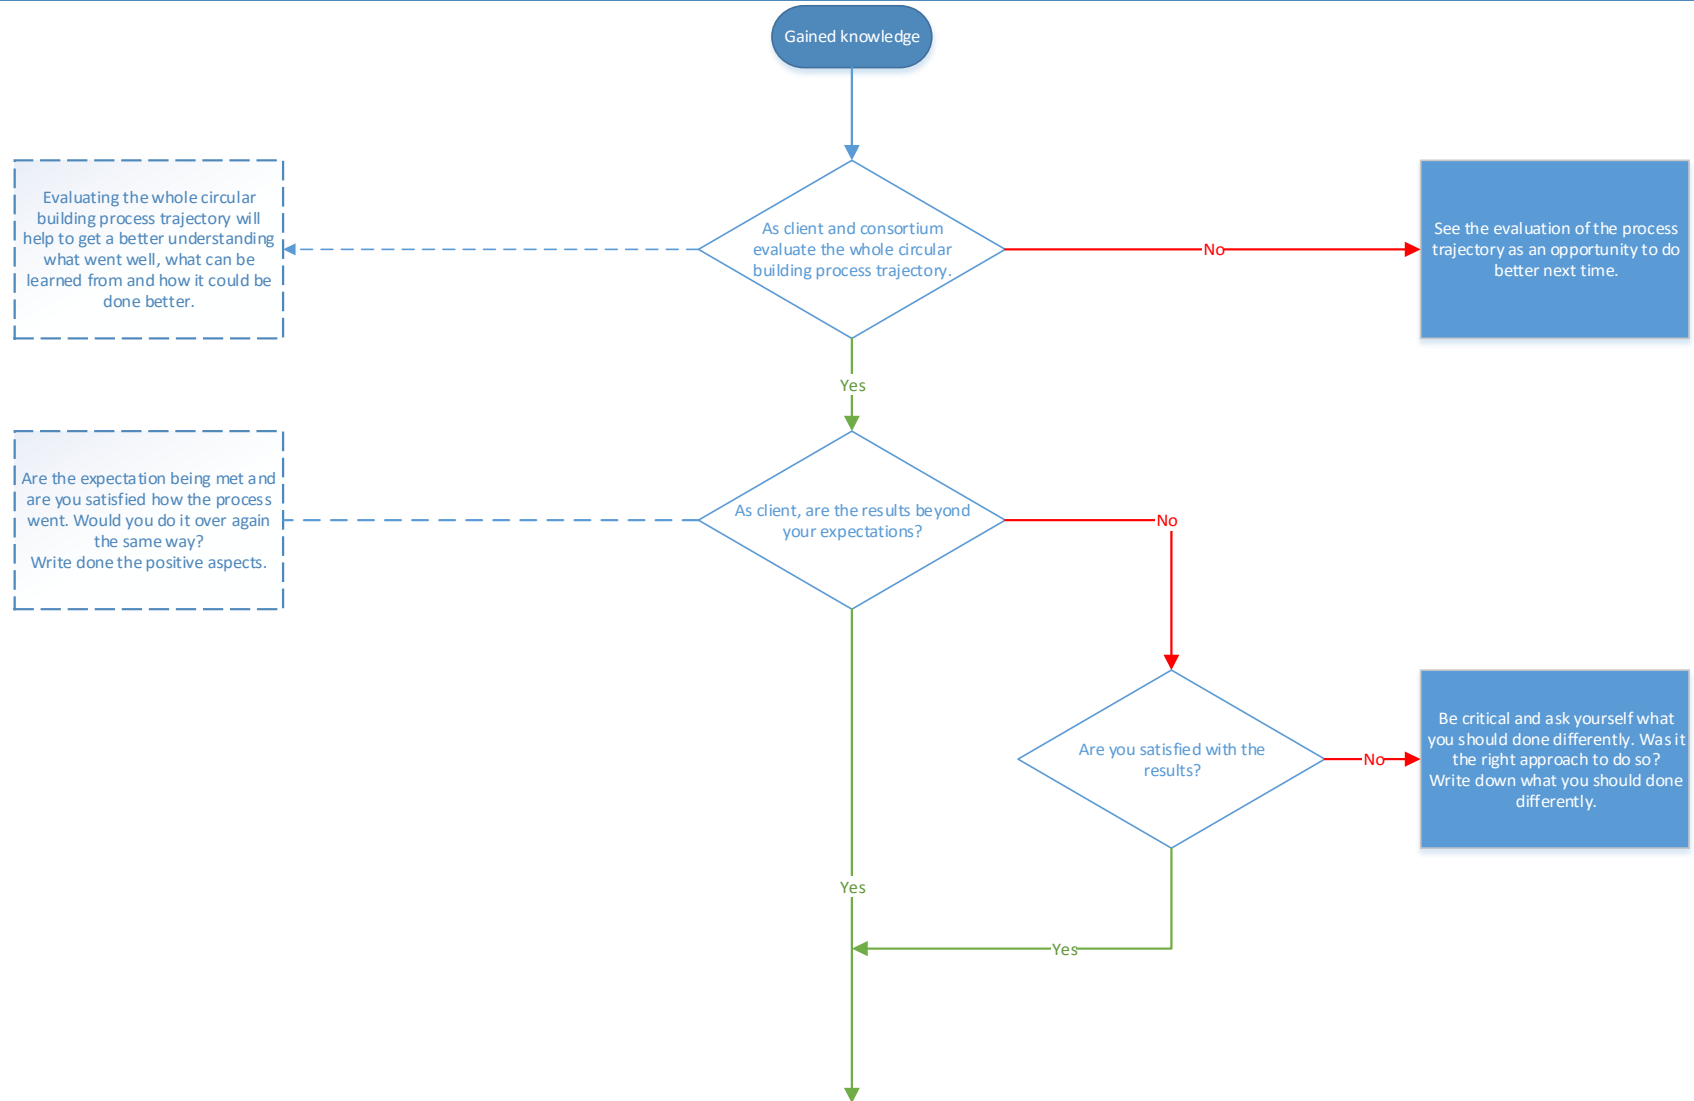 Gained knowledge
Evaluating the whole circular
building process trajectory will
help to get a better understanding
what went well, what can be
learned from and how it could be
done better.
As client and consortium
evaluate the whole circular
building process trajectory.
No
See the evaluation of the process
trajectory as an opportunity to do
better next time.
Yes
Are the expectation being met and
are you satisfied how the process
went. Would you do it over again
the same way?
Write done the positive aspects.
As client, are the results beyond
your expectations?
No
Are you satisfied with the
results?
No
Be critical and ask yourself what
you should done differently. Was it
the right approach to do so?
Write down what you should done
differently.
Yes
Yes